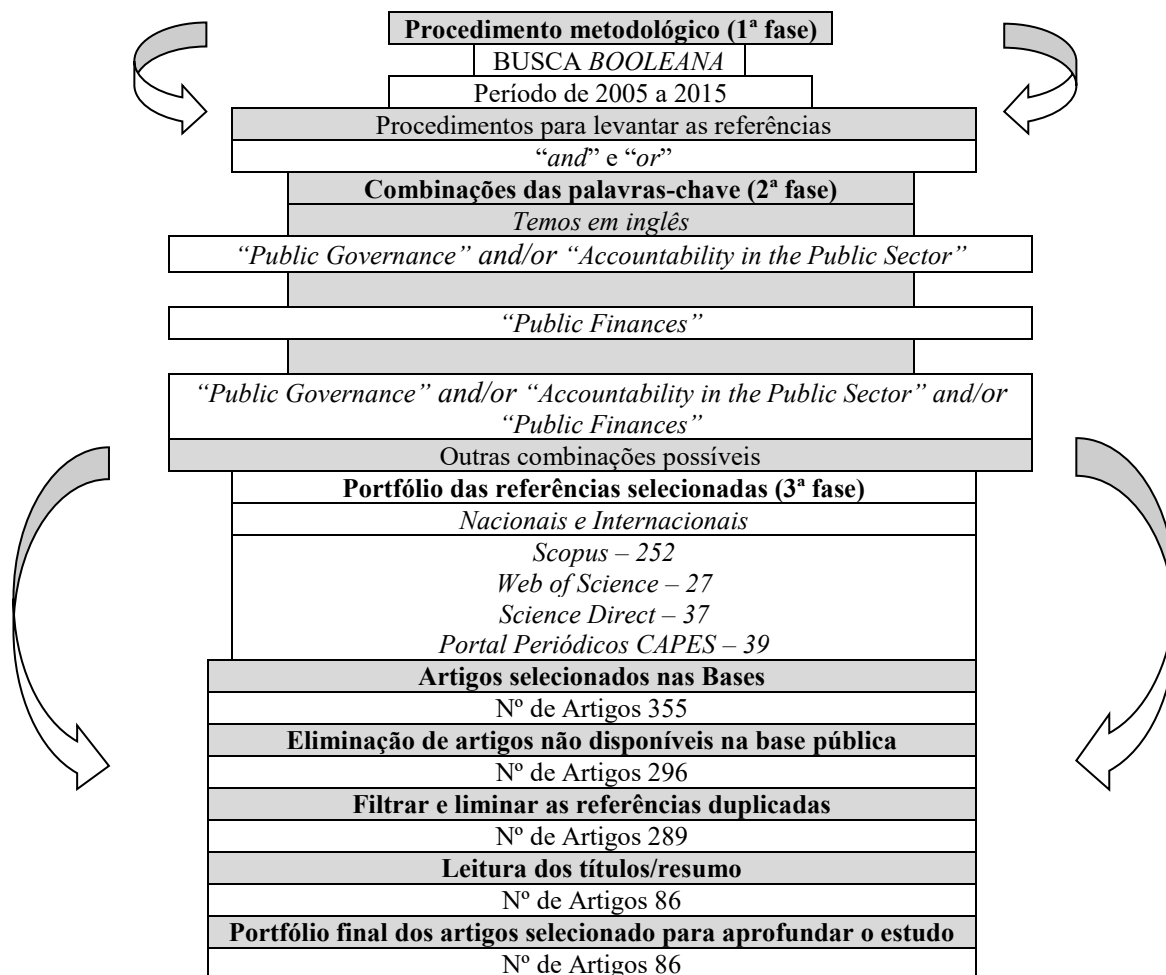 Procedimento metodológico (1ª fase)
BUSCA BOOLEANA
Período de 2005 a 2015
Procedimentos para levantar as referências
“and” e “or”
Combinações das palavras-chave (2ª fase)
Temos em inglês
“Public Governance” and/or “Accountability in the Public Sector”
“Public Finances”
“Public Governance” and/or “Accountability in the Public Sector” and/or
“Public Finances”
Outras combinações possíveis
Portfólio das referências selecionadas (3ª fase)
Nacionais e Internacionais
Scopus – 252
Web of Science – 27
Science Direct – 37
Portal Periódicos CAPES – 39
Artigos selecionados nas Bases
Nº de Artigos 355
Eliminação de artigos não disponíveis na base pública
Nº de Artigos 296
Filtrar e liminar as referências duplicadas
Nº de Artigos 289
Leitura dos títulos/resumo
Nº de Artigos 86
Portfólio final dos artigos selecionado para aprofundar o estudo
Nº de Artigos 86